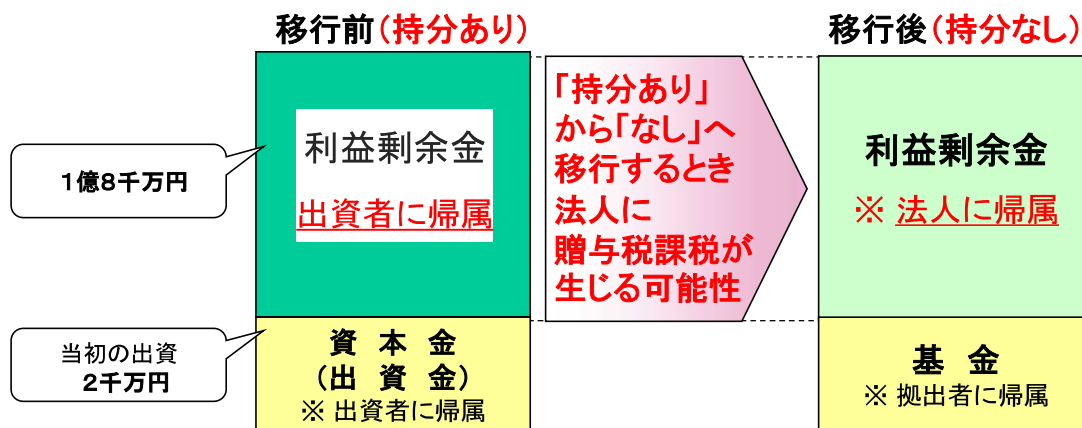 移行前(持分あり)
移行後(持分なし)
利益剰余金
出資者に帰属
1億8千万円
「持分あり」
から「なし」へ
移行するとき
法人に
贈与税課税が
生じる可能性
利益剰余金
※ 法人に帰属
当初の出資
2千万円
資 本 金
(出 資 金)
※ 出資者に帰属
基 金
※ 拠出者に帰属